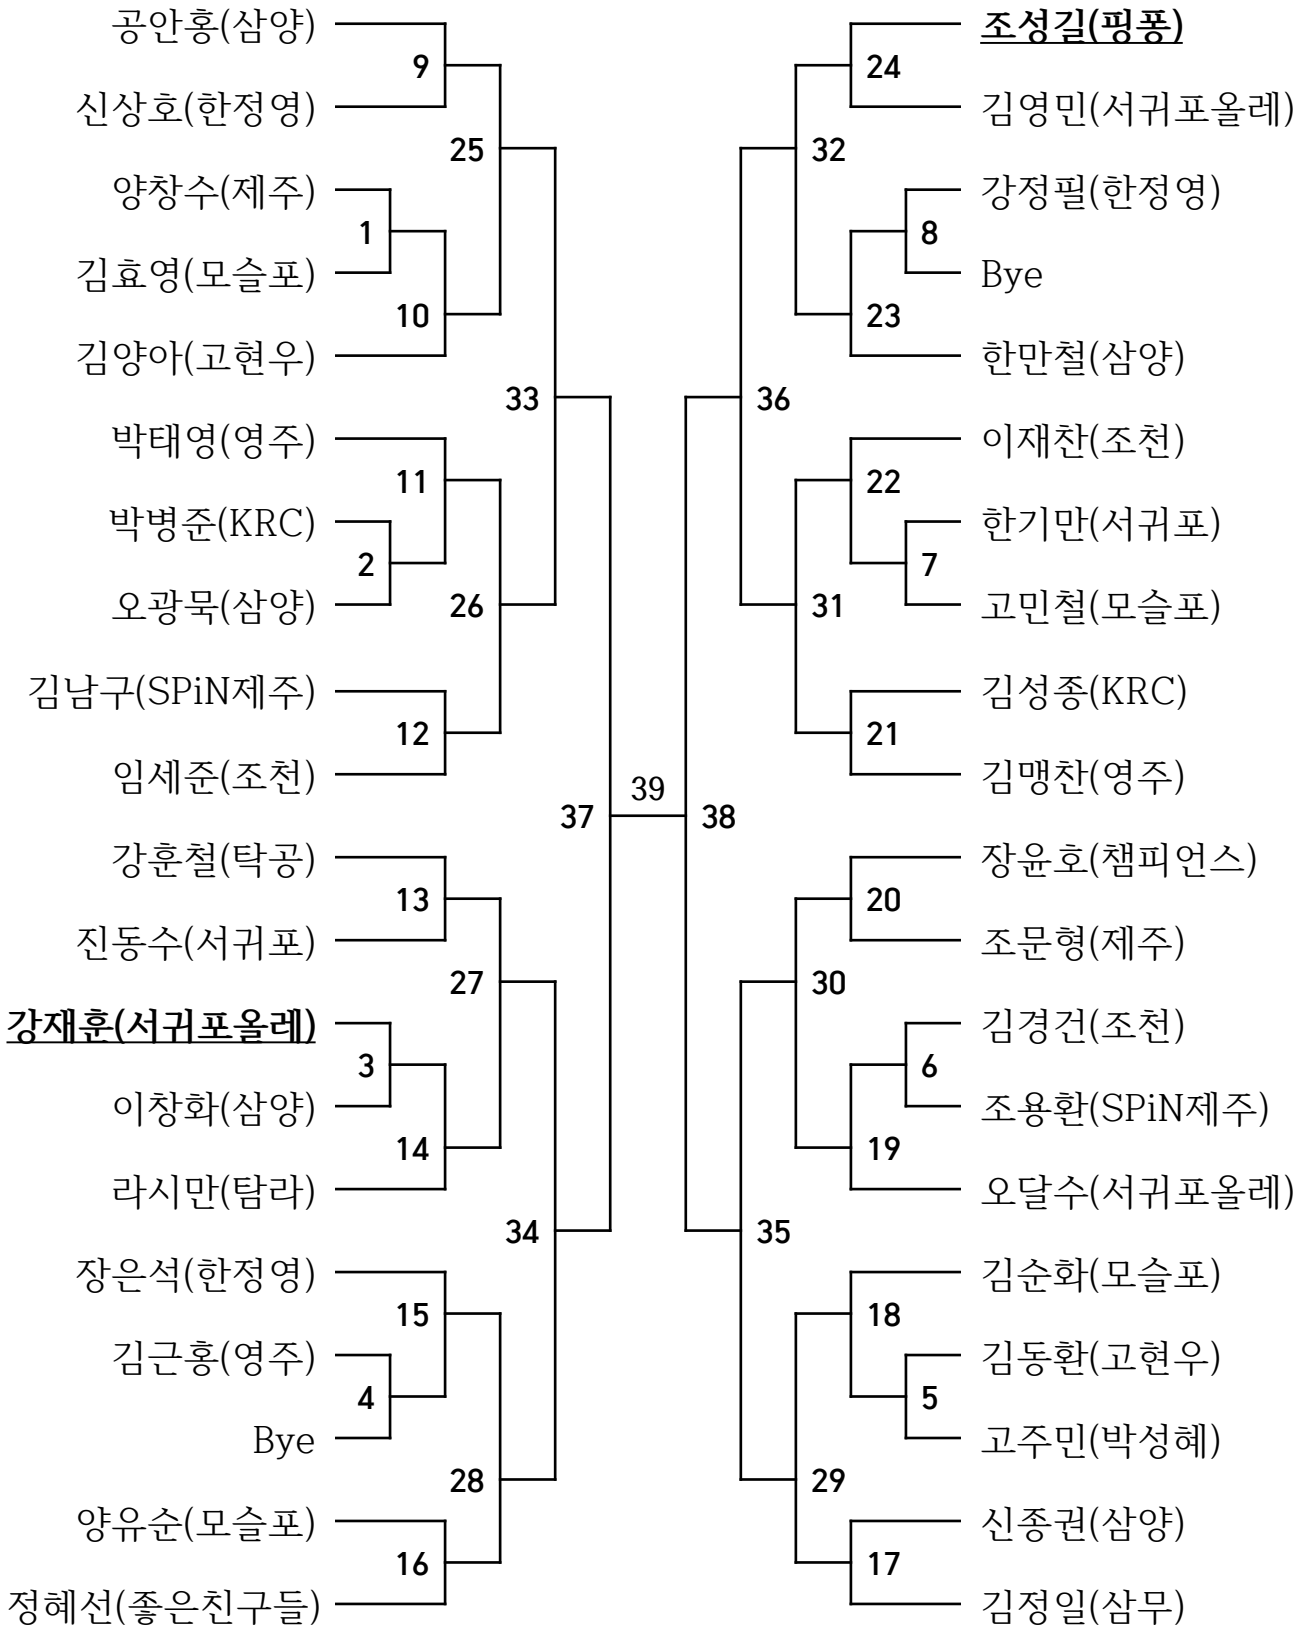 공안홍(삼양)
9
신상호(한정영)
25
양창수(제주)
1
김효영(모슬포)
10
김양아(고현우)
33
박태영(영주)
11
박병준(KRC)
2
오광묵(삼양)
26
김남구(SPiN제주)
12
임세준(조천)
37
강훈철(탁공)
13
진동수(서귀포)
27
강재훈(서귀포올레)
3
이창화(삼양)
14
라시만(탐라)
34
장은석(한정영)
15
김근홍(영주)
4
Bye
28
양유순(모슬포)
16
정혜선(좋은친구들)
39
조성길(핑퐁)
24
김영민(서귀포올레)
32
강정필(한정영)
8
Bye
23
한만철(삼양)
36
이재찬(조천)
22
한기만(서귀포)
7
고민철(모슬포)
31
김성종(KRC)
21
김맹찬(영주)
38
장윤호(챔피언스)
20
조문형(제주)
30
김경건(조천)
6
조용환(SPiN제주)
19
오달수(서귀포올레)
35
김순화(모슬포)
18
김동환(고현우)
5
고주민(박성혜)
29
신종권(삼양)
17
김정일(삼무)